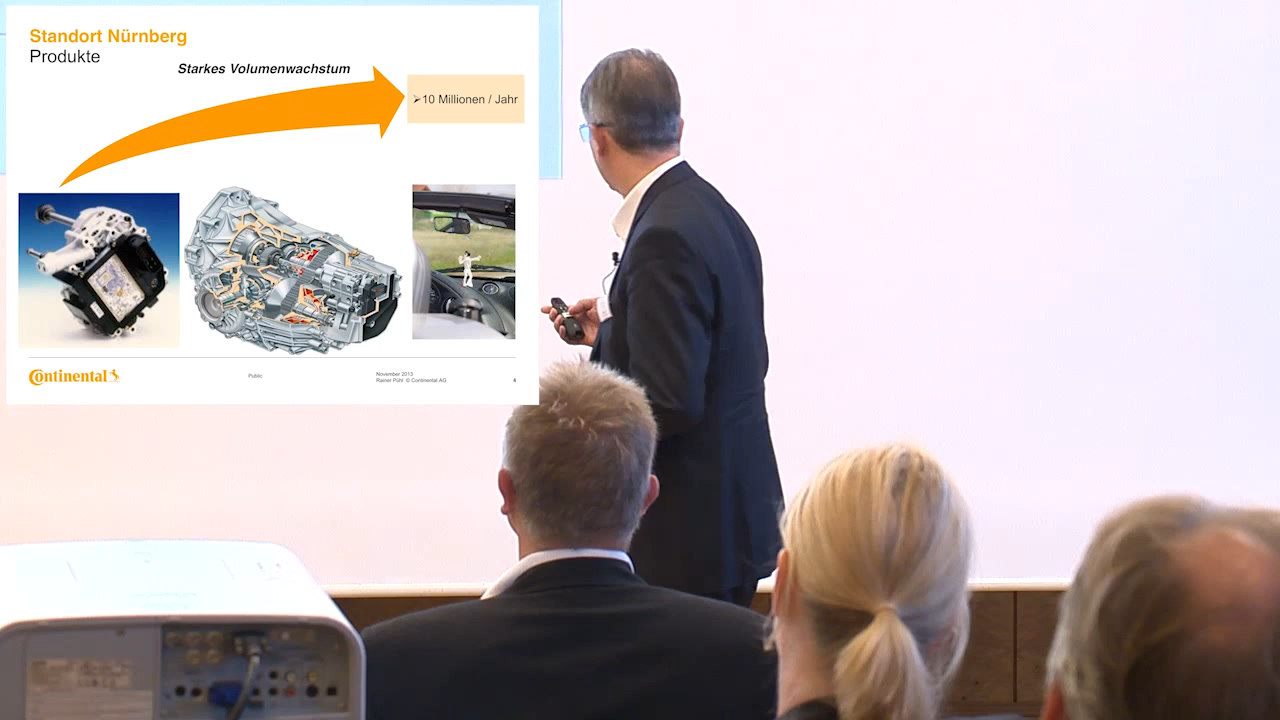 Standort Nürnberg
Produkte
Starkes Volumenwachstum
➢10 Millionen / Jahr
Continental
Public
November 2013
Rainer Pühl © Continental AG
4